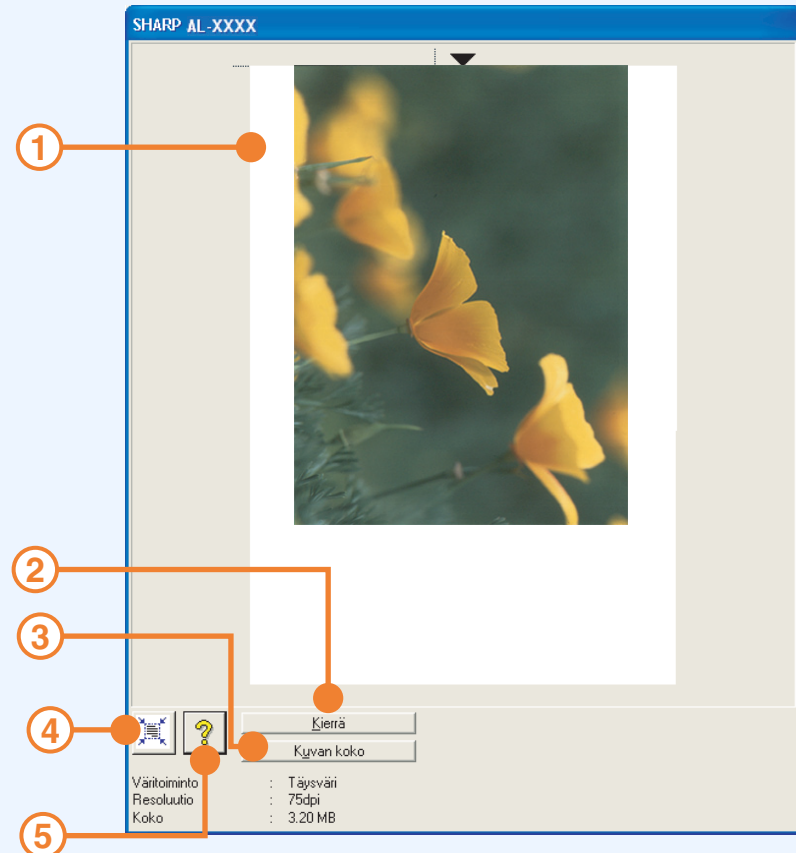 SHARP AL-XXXX
1
2
3
4
5
?
Kierrä
Kuvan koko
Väritoiminto : Täysväri
Resoluutio : 75dpi
Koko : 3.20 MB